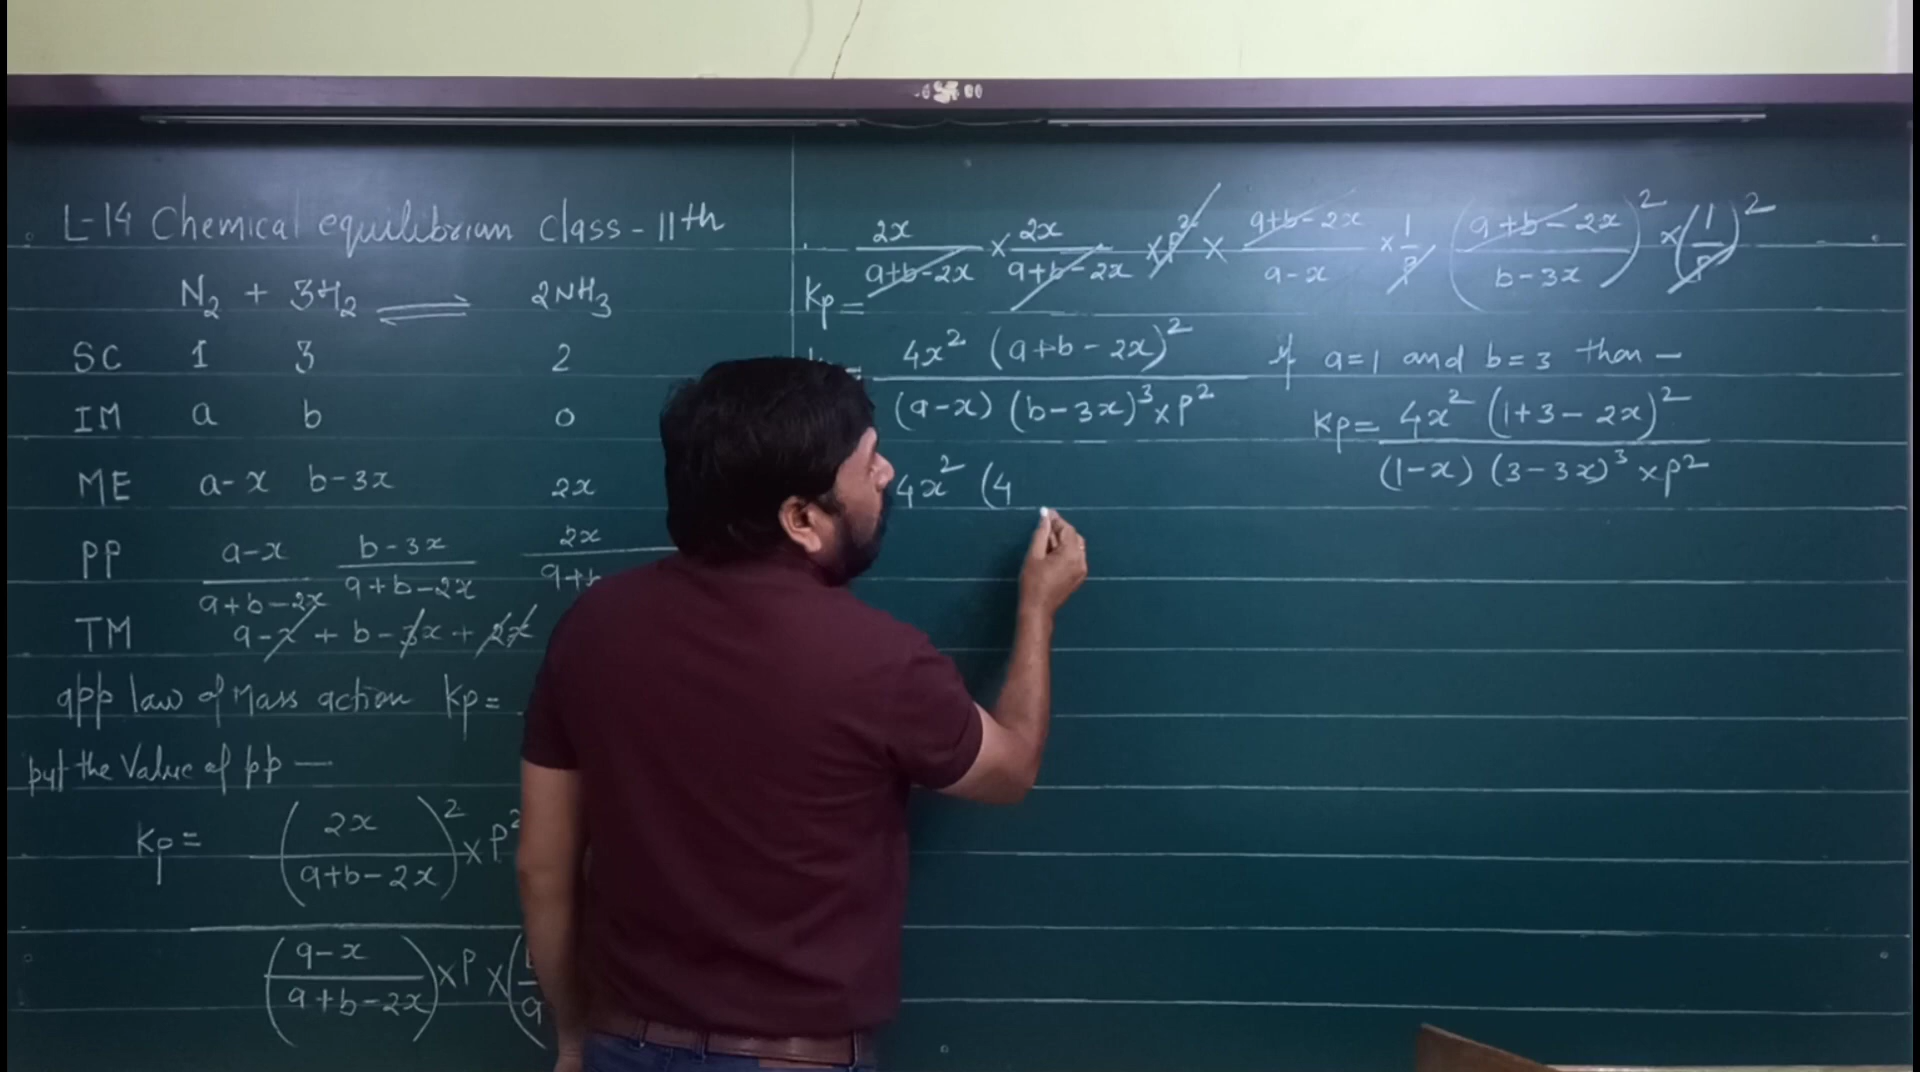 L-14 Chemical equilibrium class-11th
N₂ + 3H₂ ⇌ 2NH₃
SC 1 3 2
IM a b 0
ME a-x b-3x 2x
PP (a-x)/(a+b-2x) (b-3x)/(a+b-2x) 2x/(a+b
TM a-x + b-3x + 2x
app law of Mass action Kp=
put the Value of pp —
Kp= (2x/(a+b-2x))² × P²
((a-x)/(a+b-2x)) × P × (
Kp= 2x/(a+b-2x) × 2x/(a+b-2x) × P² × (a+b-2x)/(a-x) × 1/P ((a+b-2x)/(b-3x))² × (1/P)²
= 4x² (a+b-2x)² / (a-x) (b-3x)³ × P²
4x² (4
if a=1 and b=3 than —
Kp= 4x² (1+3-2x)² / (1-x) (3-3x)³ × P²